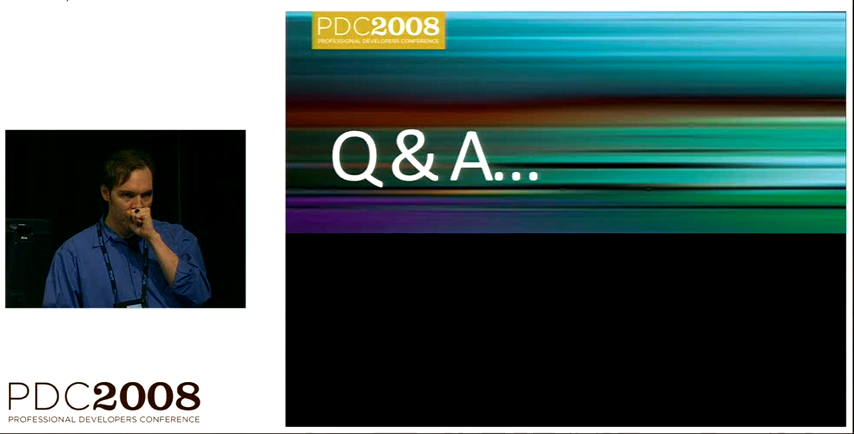 PDC2008
PROFESSIONAL DEVELOPERS CONFERENCE
Q & A...
PDC2008
PROFESSIONAL DEVELOPERS CONFERENCE